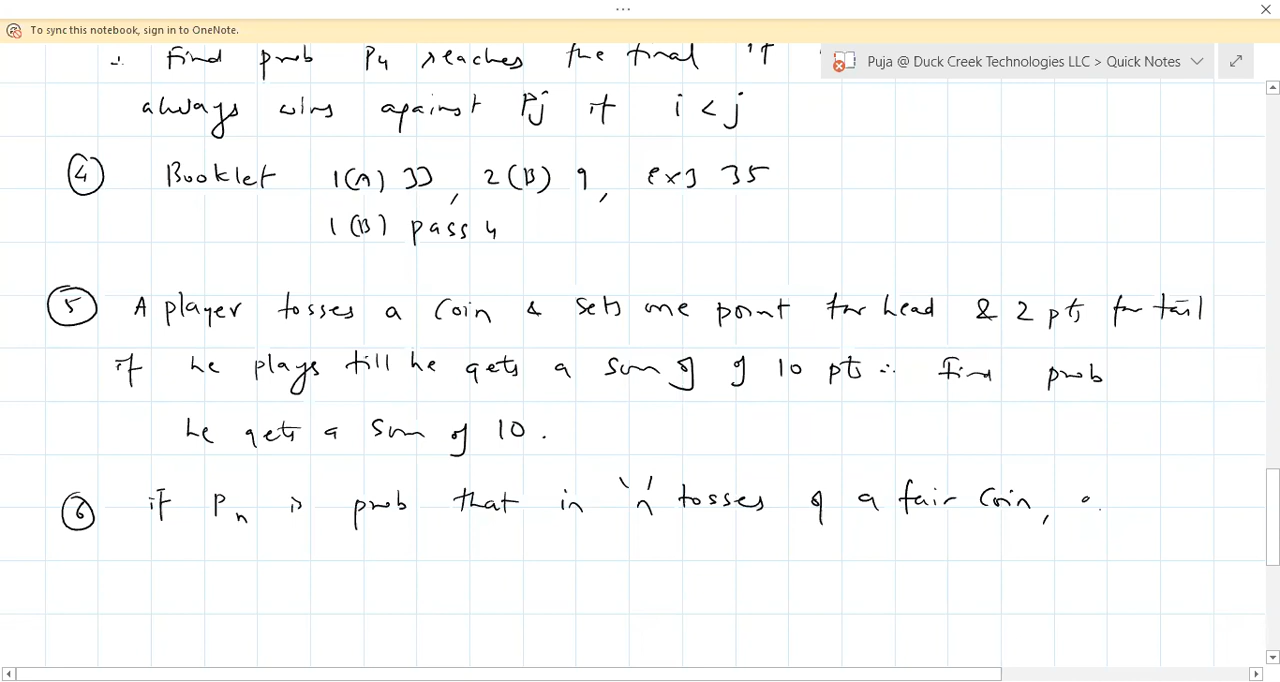 ...
To sync this notebook, sign in to OneNote.
Puja @ Duck Creek Technologies LLC > Quick Notes
∴ Find prob P4 reaches the final if
always wins against Pj if i < j
④ Booklet 1(A) 33, 2(B) 9, ex3 35
1(B) pass 4
⑤ A player tosses a coin & sets one point for head & 2 pts for tail
if he plays till he gets a sum of of 10 pts ∴ Find prob
he gets a sum of 10.
⑥ if Pn is prob that in 'n' tosses of a fair coin,